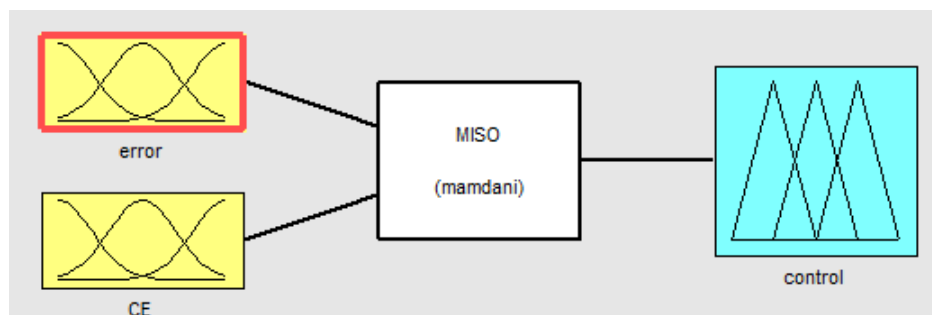 error
MISO
(mamdani)
control
CE